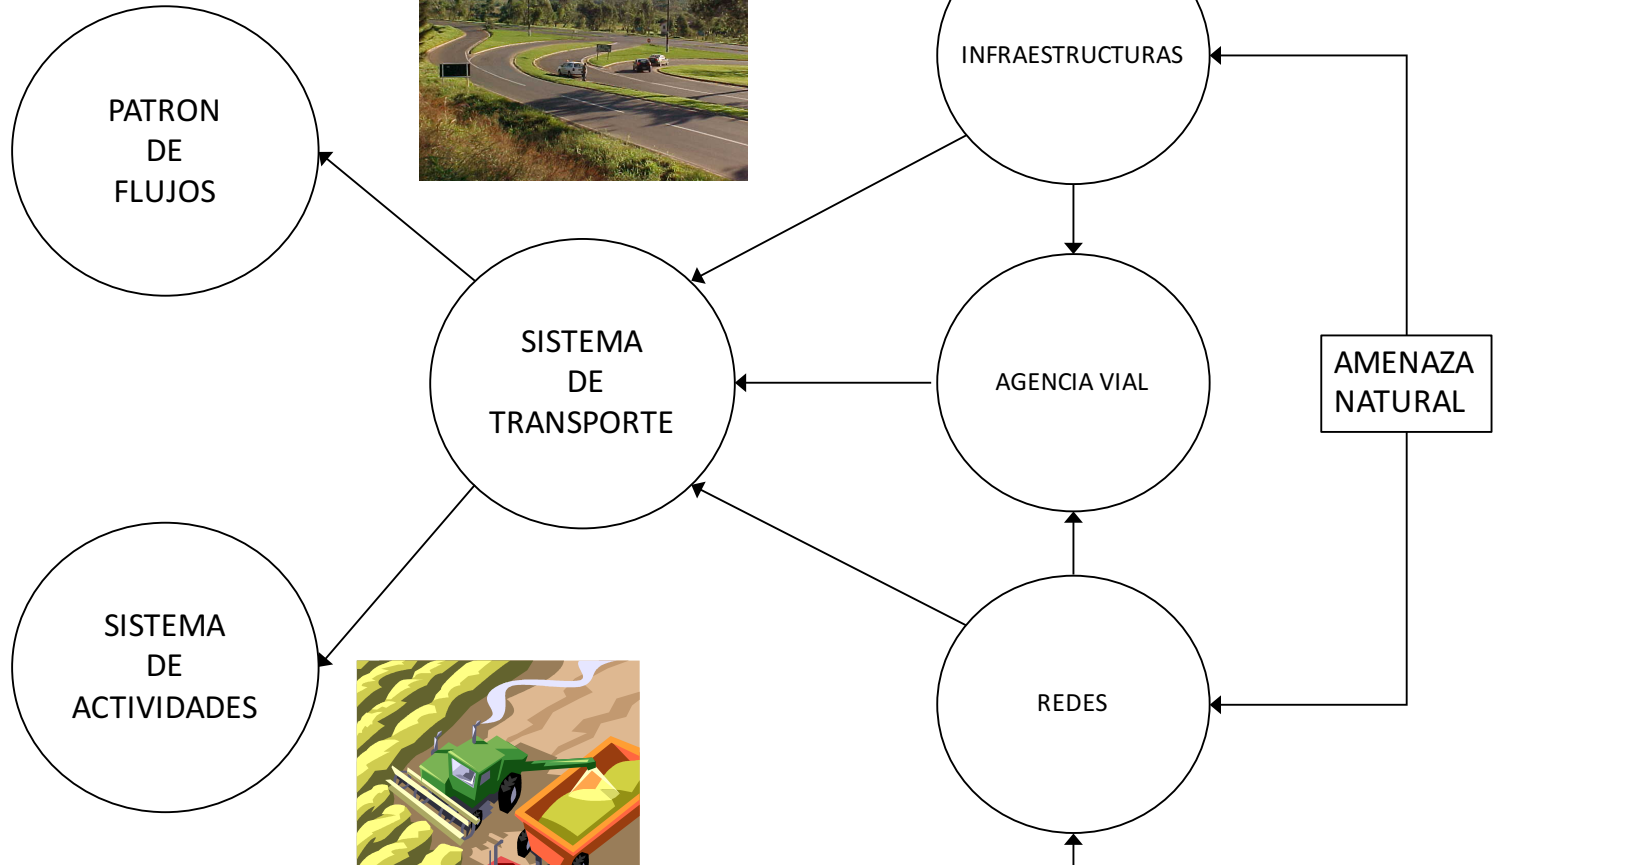 PATRON
DE
FLUJOS
INFRAESTRUCTURAS
SISTEMA
DE
TRANSPORTE
AGENCIA VIAL
AMENAZA
NATURAL
SISTEMA
DE
ACTIVIDADES
REDES